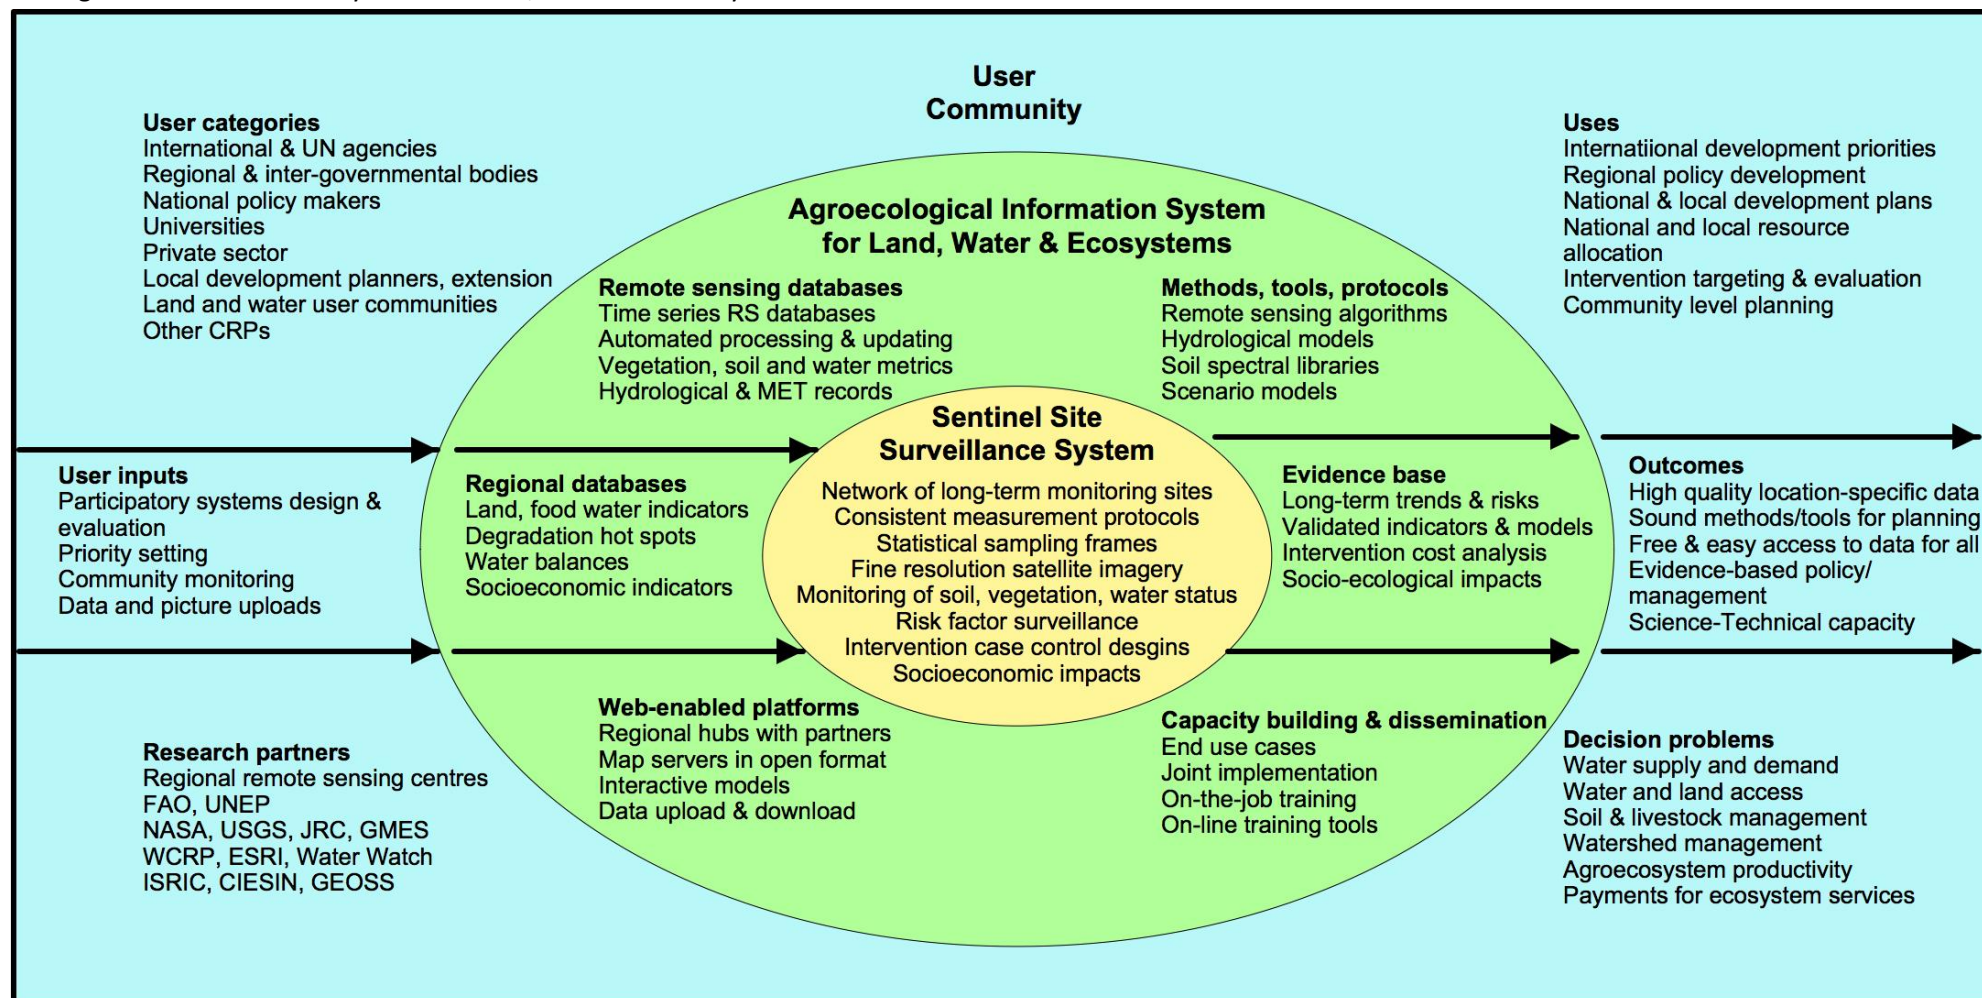 User
Community
User categories
International & UN agencies
Regional & inter-governmental bodies
National policy makers
Universities
Private sector
Local development planners, extension
Land and water user communities
Other CRPs
Uses
Internatiional development priorities
Regional policy development
National & local development plans
National and local resource
allocation
Intervention targeting & evaluation
Community level planning
Agroecological Information System
for Land, Water & Ecosystems
Remote sensing databases
Time series RS databases
Automated processing & updating
Vegetation, soil and water metrics
Hydrological & MET records
Methods, tools, protocols
Remote sensing algorithms
Hydrological models
Soil spectral libraries
Scenario models
User inputs
Participatory systems design &
evaluation
Priority setting
Community monitoring
Data and picture uploads
Regional databases
Land, food water indicators
Degradation hot spots
Water balances
Socioeconomic indicators
Sentinel Site
Surveillance System
Network of long-term monitoring sites
Consistent measurement protocols
Statistical sampling frames
Fine resolution satellite imagery
Monitoring of soil, vegetation, water status
Risk factor surveillance
Intervention case control desgins
Socioeconomic impacts
Evidence base
Long-term trends & risks
Validated indicators & models
Intervention cost analysis
Socio-ecological impacts
Outcomes
High quality location-specific data
Sound methods/tools for planning
Free & easy access to data for all
Evidence-based policy/
management
Science-Technical capacity
Research partners
Regional remote sensing centres
FAO, UNEP
NASA, USGS, JRC, GMES
WCRP, ESRI, Water Watch
ISRIC, CIESIN, GEOSS
Web-enabled platforms
Regional hubs with partners
Map servers in open format
Interactive models
Data upload & download
Capacity building & dissemination
End use cases
Joint implementation
On-the-job training
On-line training tools
Decision problems
Water supply and demand
Water and land access
Soil & livestock management
Watershed management
Agroecosystem productivity
Payments for ecosystem services